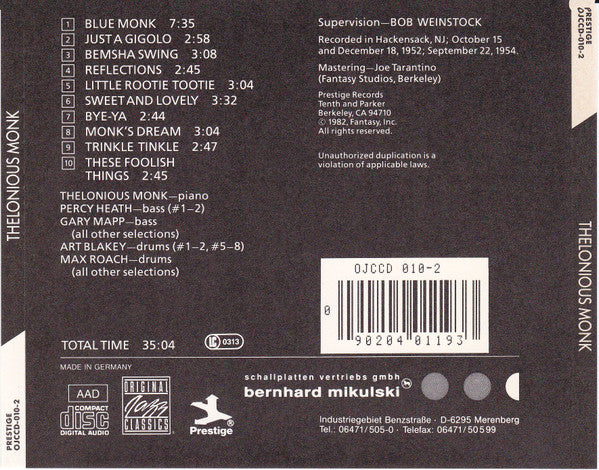 1 BLUE MONK 7:35
2 JUST A GIGOLO 2:58
3 BEMSHA SWING 3:08
4 REFLECTIONS 2:45
5 LITTLE ROOTIE TOOTIE 3:04
6 SWEET AND LOVELY 3:32
7 BYE-YA 2:44
8 MONK'S DREAM 3:04
9 TRINKLE TINKLE 2:47
10 THESE FOOLISH
THINGS 2:45
THELONIOUS MONK—piano
PERCY HEATH—bass (#1–2)
GARY MAPP—bass
(all other selections)
ART BLAKEY—drums (#1–2, #5–8)
MAX ROACH—drums
(all other selections)
TOTAL TIME 35:04
LC 0313
MADE IN GERMANY
AAD
COMPACT
disc
DIGITAL AUDIO
ORIGINAL
Jazz
CLASSICS
Prestige®
Supervision—BOB WEINSTOCK
Recorded in Hackensack, NJ; October 15
and December 18, 1952; September 22, 1954.
Mastering—Joe Tarantino
(Fantasy Studios, Berkeley)
Prestige Records
Tenth and Parker
Berkeley, CA 94710
© 1982, Fantasy, Inc.
All rights reserved.
Unauthorized duplication is a
violation of applicable laws.
OJCCD 010-2
0 90204 01193
schallplatten vertriebs gmbh
bernhard mikulski
Industriegebiet Benzstraße · D-6295 Merenberg
Tel.: 06471/505-0 · Telefax: 06471/50599
THELONIOUS MONK
PRESTIGE
OJCCD-010-2
PRESTIGE
OJCCD-010-2
THELONIOUS MONK